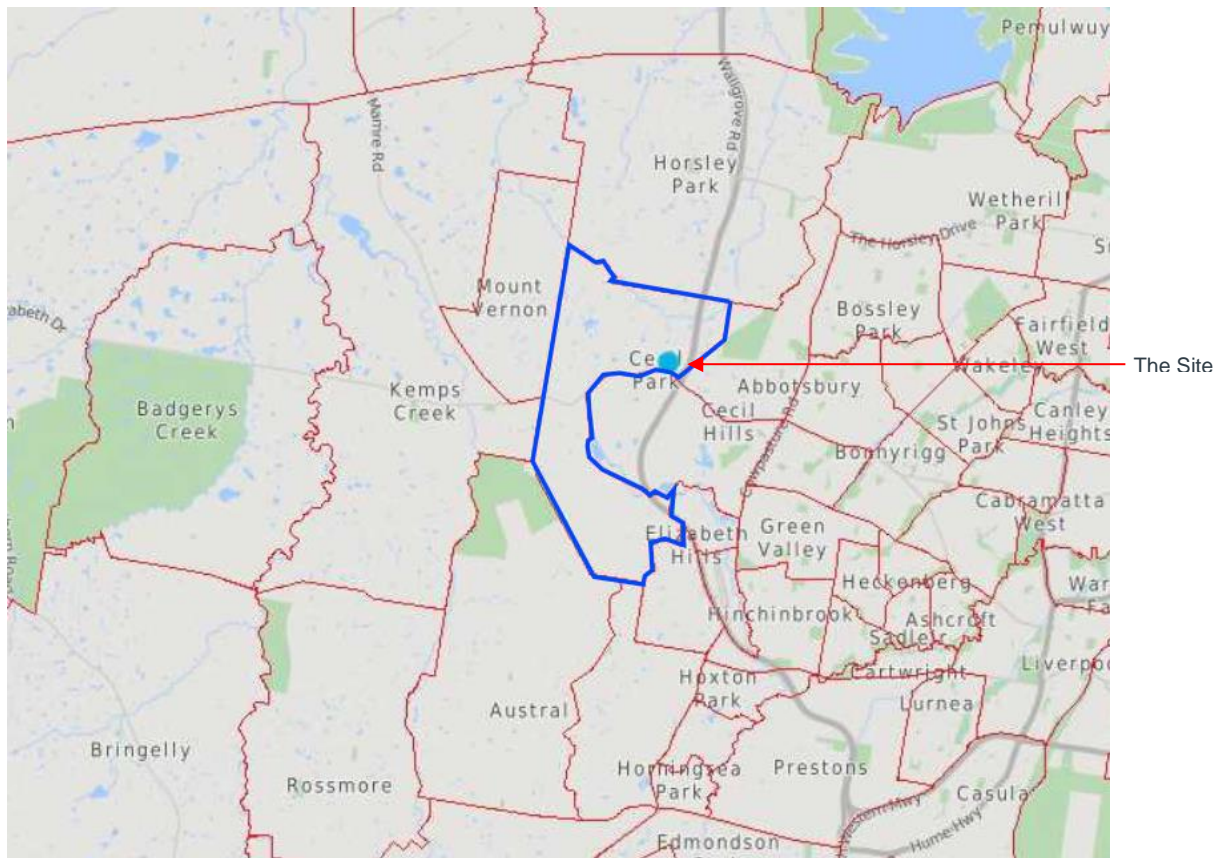 Pemulwuy
Wallgrove Rd
Mamre Rd
Horsley
Park
Wetherill
Park
The Horsley Drive
Mount
Vernon
Bossley
Park
Fairfield
West
Wakeley
The Site
Park
Abbotsbury
Kemps
Creek
Badgerys
Creek
Cecil
Hills
St Johns
Park
Canley
Heights
Bonnyrigg
Cowpasture Rd
Cabramatta
West
Elizabeth
Hills
Green
Valley
Heckenberg
Hinchinbrook
Ashcroft
Sadleir
Cartwright
Hoxton
Park
Lurnea
Austral
Bringelly
Rossmore
Horningsea
Park
Prestons
Casula
Hume Hwy
Edmondson